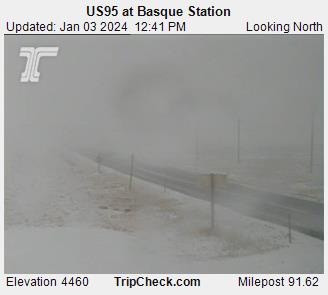 US95 at Basque Station
Updated: Jan 03 2024 12:41 PM Looking North
Elevation 4460 TripCheck.com Milepost 91.62